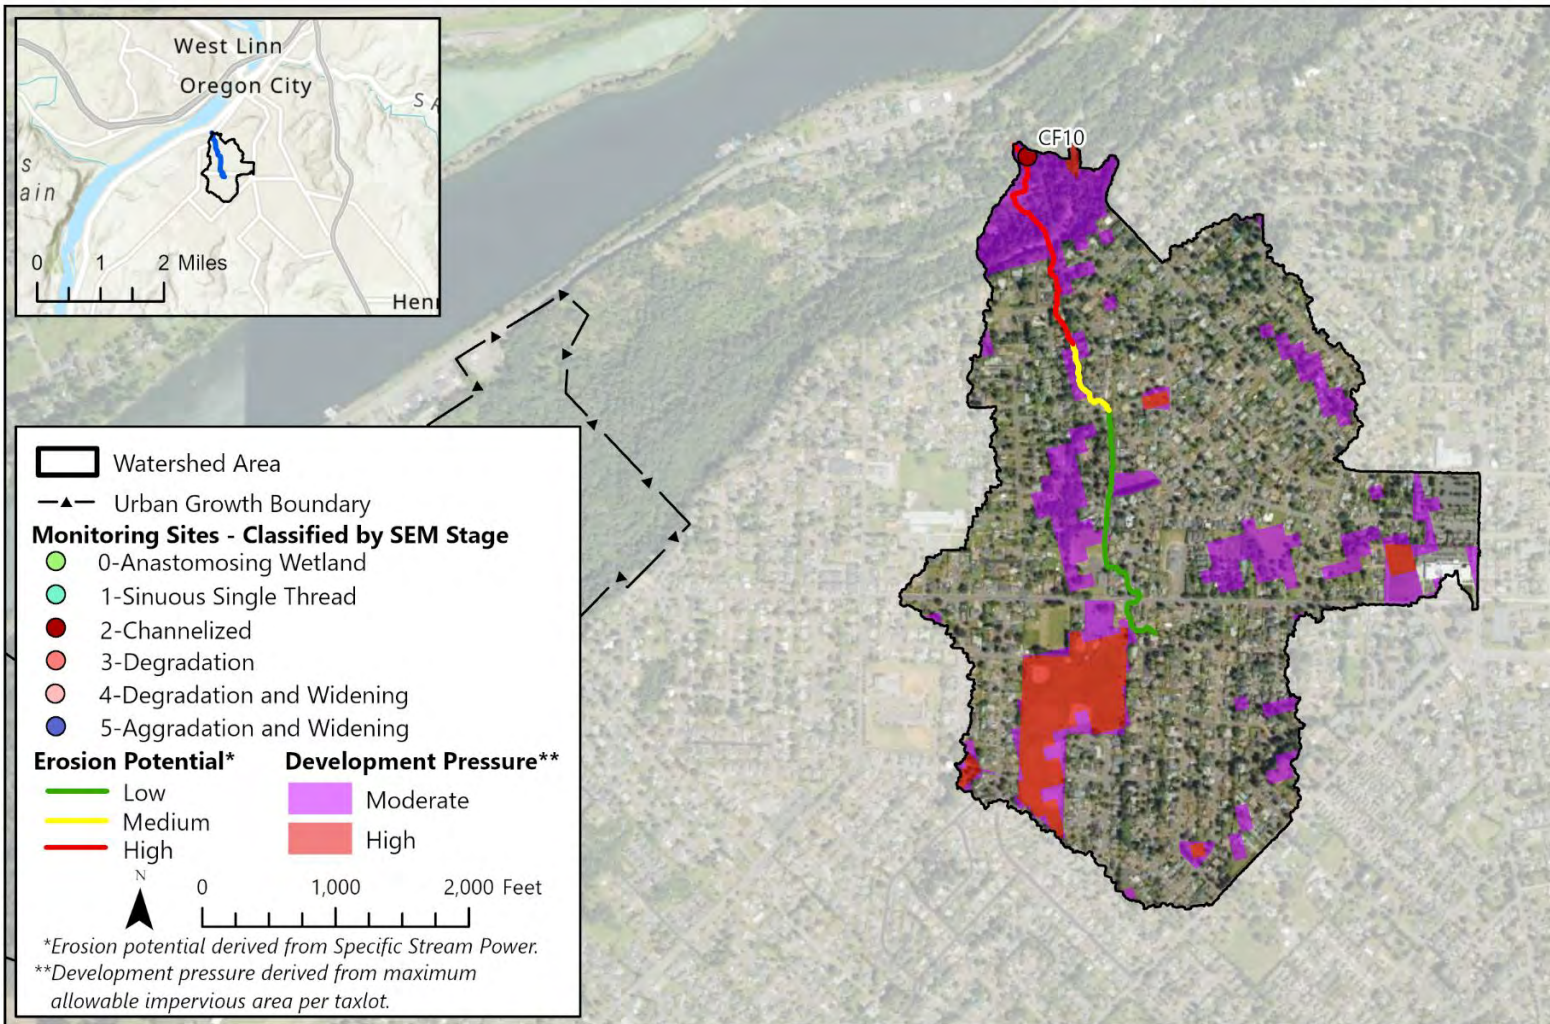 West Linn
Oregon City
S
s
ain
0 1 2 Miles
CF10
Watershed Area
Urban Growth Boundary
Monitoring Sites - Classified by SEM Stage
0-Anastomosing Wetland
1-Sinuous Single Thread
2-Channelized
3-Degradation
4-Degradation and Widening
5-Aggradation and Widening
Erosion Potential*
Low
Medium
High
Development Pressure**
Moderate
High
N
0 1,000 2,000 Feet
*Erosion potential derived from Specific Stream Power.
**Development pressure derived from maximum
allowable impervious area per taxlot.